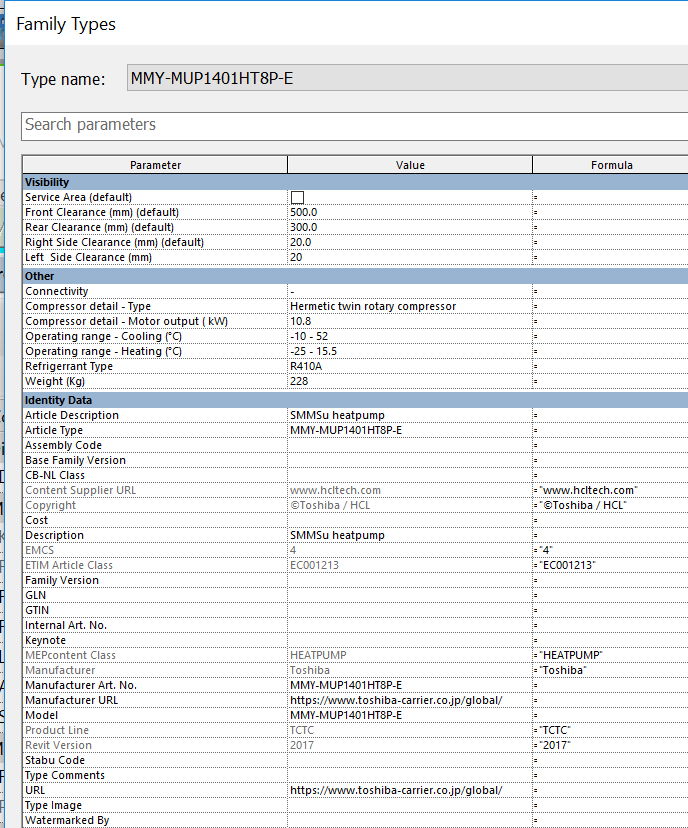 Family Types
Type name: MMY-MUP1401HT8P-E
Search parameters
Parameter Value Formula
Visibility
Service Area (default) =
Front Clearance (mm) (default) 500.0 =
Rear Clearance (mm) (default) 300.0 =
Right Side Clearance (mm) (default) 20.0 =
Left  Side Clearance (mm) 20 =
Other
Connectivity - =
Compressor detail - Type Hermetic twin rotary compressor =
Compressor detail - Motor output ( kW) 10.8 =
Operating range - Cooling (°C) -10 - 52 =
Operating range - Heating (°C) -25 - 15.5 =
Refrigerrant Type R410A =
Weight (Kg) 228 =
Identity Data
Article Description SMMSu heatpump =
Article Type MMY-MUP1401HT8P-E =
Assembly Code =
Base Family Version =
CB-NL Class =
Content Supplier URL www.hcltech.com ="www.hcltech.com"
Copyright ©Toshiba / HCL ="©Toshiba / HCL"
Cost =
Description SMMSu heatpump =
EMCS 4 ="4"
ETIM Article Class EC001213 ="EC001213"
Family Version =
GLN =
GTIN =
Internal Art. No. =
Keynote =
MEPcontent Class HEATPUMP ="HEATPUMP"
Manufacturer Toshiba ="Toshiba"
Manufacturer Art. No. MMY-MUP1401HT8P-E =
Manufacturer URL https://www.toshiba-carrier.co.jp/global/ =
Model MMY-MUP1401HT8P-E =
Product Line TCTC ="TCTC"
Revit Version 2017 ="2017"
Stabu Code =
Type Comments =
URL https://www.toshiba-carrier.co.jp/global/ =
Type Image =
Watermarked By =